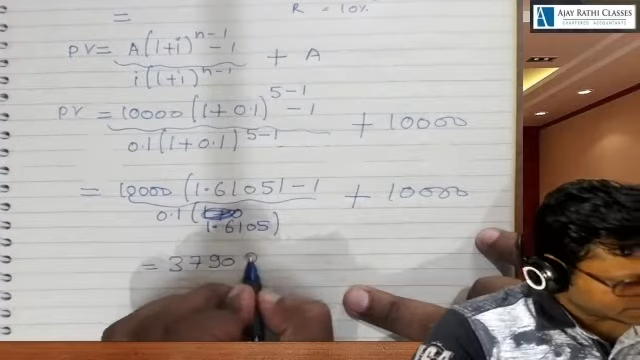 R = 10%
AJAY RATHI CLASSES
CHARTERED ACCOUNTANTS
=
PV = A(1+i)^n-1 - 1 / i(1+i)^n-1 + A
PV = 10000(1+0.1)^5-1 - 1 / 0.1(1+0.1)^5-1 + 10000
= 10000(1.61051-1 / 0.1(1.6105) + 10000
= 3790